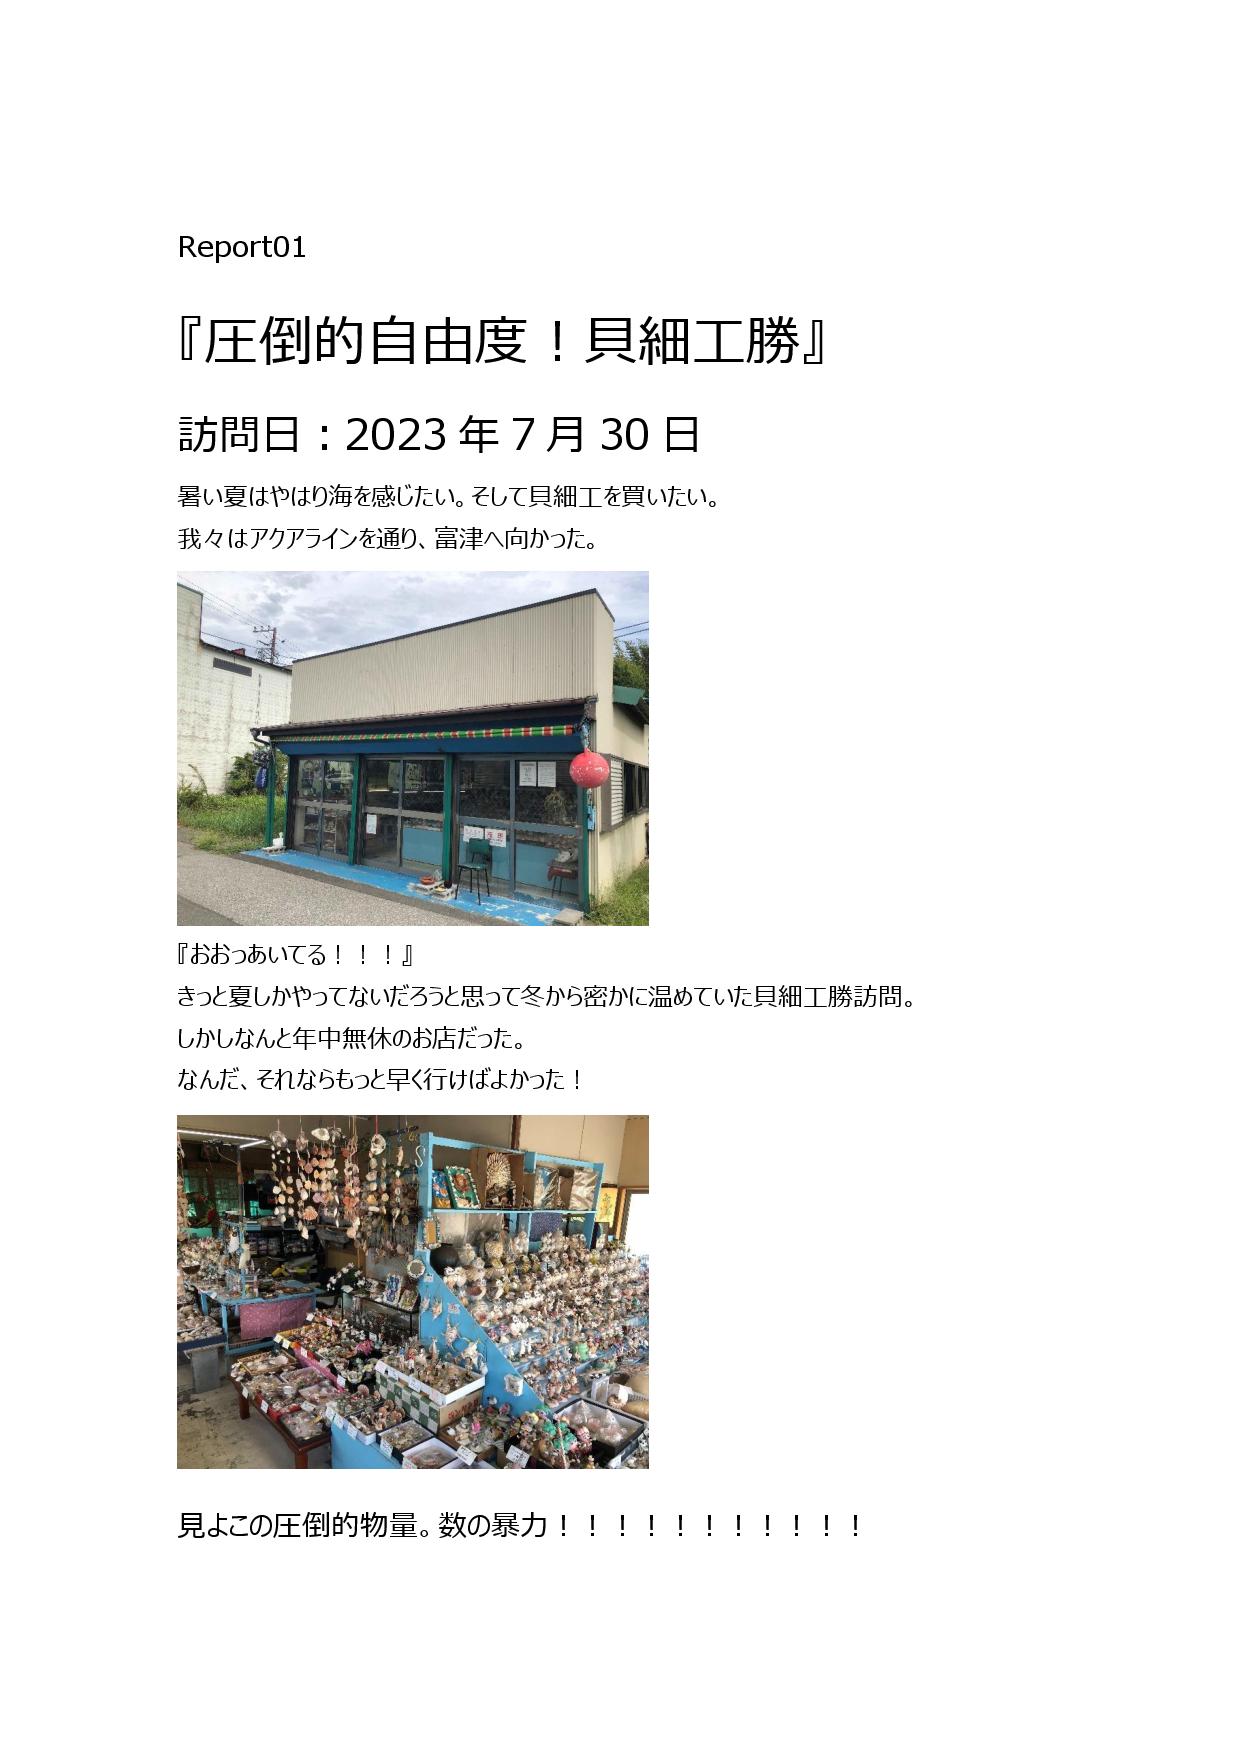 Report01
『圧倒的自由度！貝細工勝』
訪問日：2023年7月30日
暑い夏はやはり海を感じたい。そして貝細工を買いたい。
我々はアクアラインを通り、富津へ向かった。
『おおっあいてる！！！』
きっと夏しかやってないだろうと思って冬から密かに温めていた貝細工勝訪問。
しかしなんと年中無休のお店だった。
なんだ、それならもっと早く行けばよかった！
見よこの圧倒的物量。数の暴力！！！！！！！！！！！